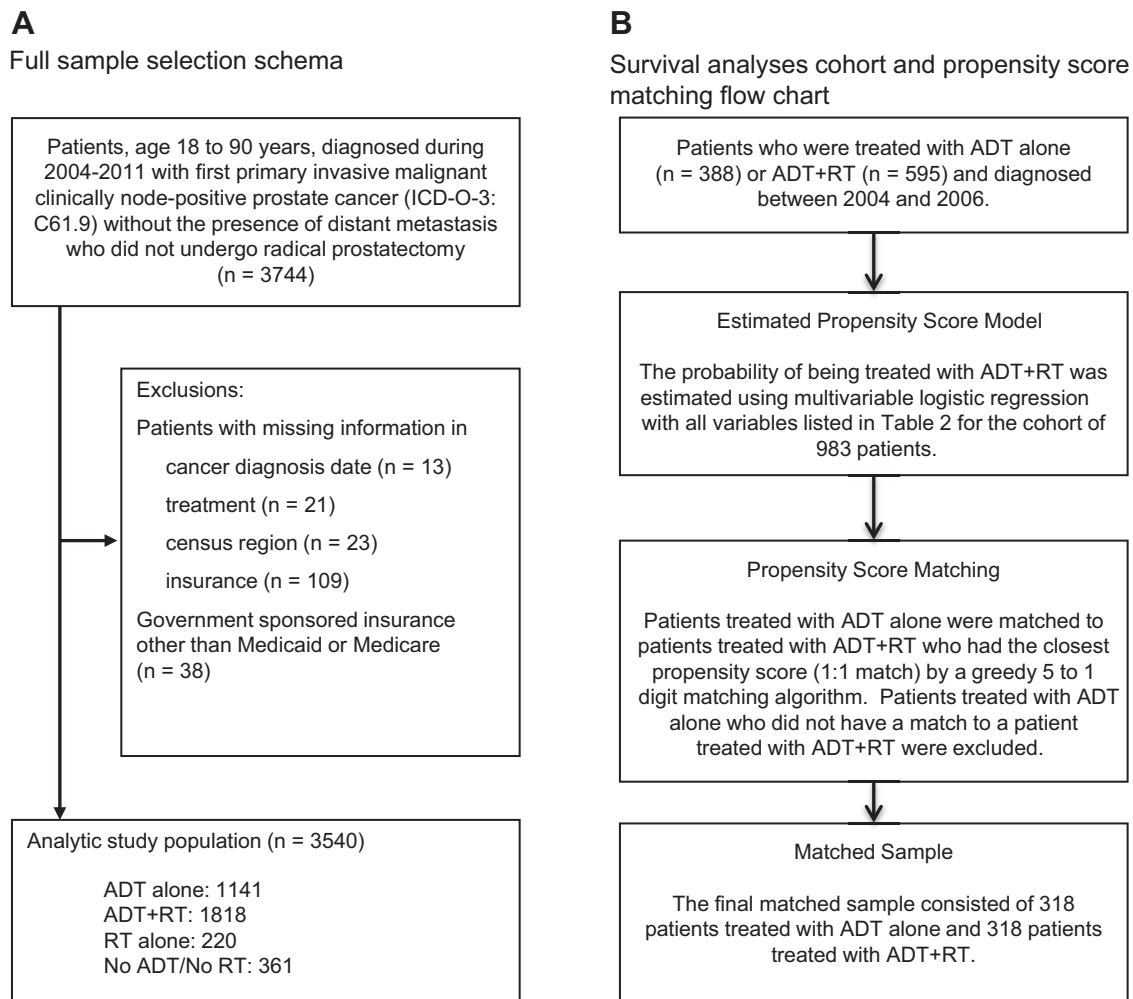 A
Full sample selection schema
Patients, age 18 to 90 years, diagnosed during
2004-2011 with first primary invasive malignant
clinically node-positive prostate cancer (ICD-O-3:
C61.9) without the presence of distant metastasis
who did not undergo radical prostatectomy
(n = 3744)
Exclusions:
Patients with missing information in
cancer diagnosis date (n = 13)
treatment (n = 21)
census region (n = 23)
insurance (n = 109)
Government sponsored insurance
other than Medicaid or Medicare
(n = 38)
Analytic study population (n = 3540)
ADT alone: 1141
ADT+RT: 1818
RT alone: 220
No ADT/No RT: 361
B
Survival analyses cohort and propensity score
matching flow chart
Patients who were treated with ADT alone
(n = 388) or ADT+RT (n = 595) and diagnosed
between 2004 and 2006.
Estimated Propensity Score Model
The probability of being treated with ADT+RT was
estimated using multivariable logistic regression
with all variables listed in Table 2 for the cohort of
983 patients.
Propensity Score Matching
Patients treated with ADT alone were matched to
patients treated with ADT+RT who had the closest
propensity score (1:1 match) by a greedy 5 to 1
digit matching algorithm. Patients treated with ADT
alone who did not have a match to a patient
treated with ADT+RT were excluded.
Matched Sample
The final matched sample consisted of 318
patients treated with ADT alone and 318 patients
treated with ADT+RT.